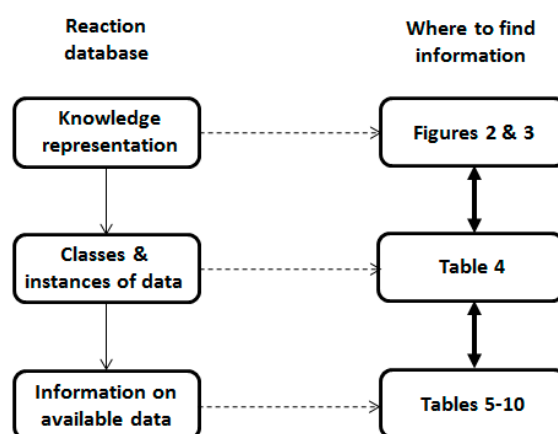 Reaction
database
Where to find
information
Knowledge
representation
Figures 2 & 3
Classes &
instances of data
Table 4
Information on
available data
Tables 5-10